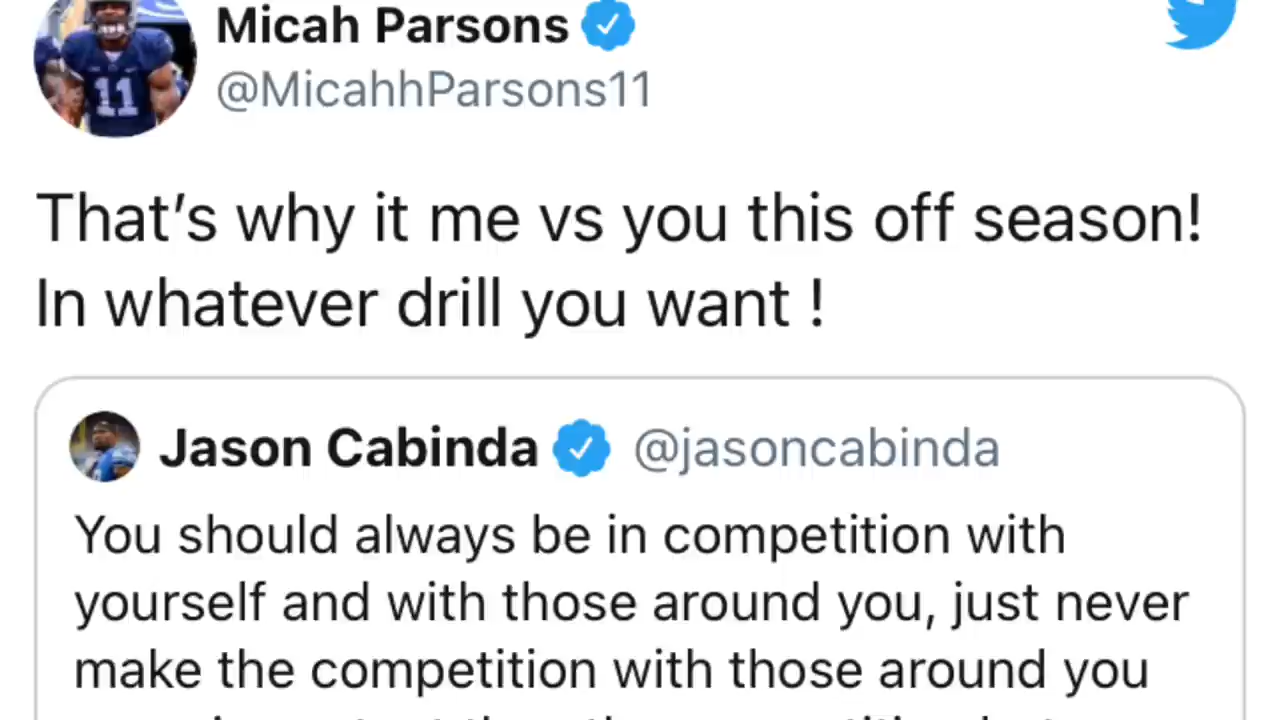 Micah Parsons
@MicahhParsons11
That’s why it me vs you this off season!
In whatever drill you want !
Jason Cabinda @jasoncabinda
You should always be in competition with
yourself and with those around you, just never
make the competition with those around you